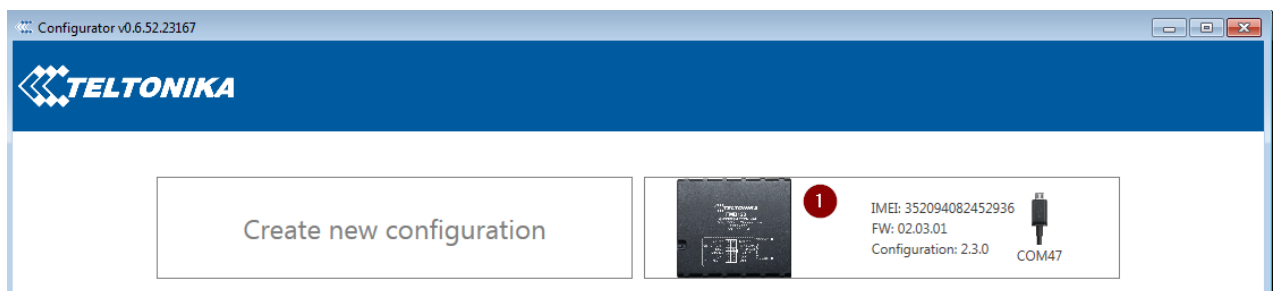 Configurator v0.6.52.23167
TELTONIKA
Create new configuration
TELTONIKA
1
IMEI: 352094082452936
FW: 02.03.01
Configuration: 2.3.0
COM47